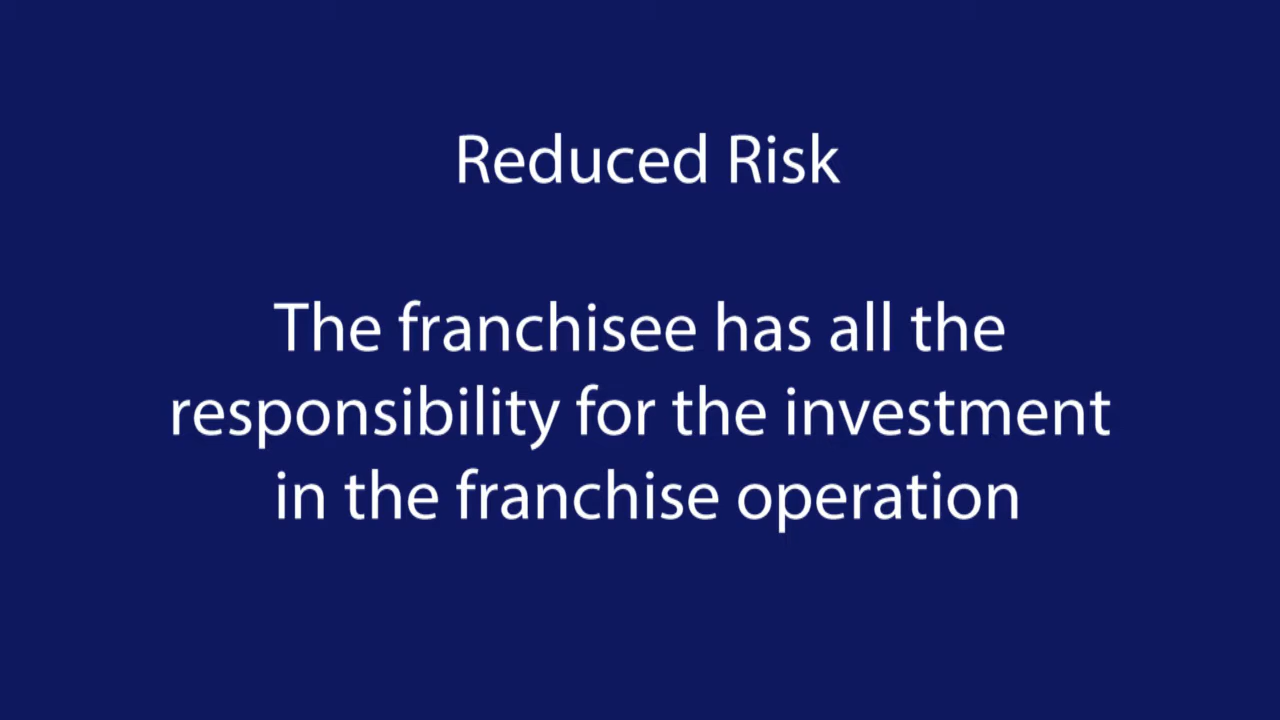 Reduced Risk
The franchisee has all the
responsibility for the investment
in the franchise operation